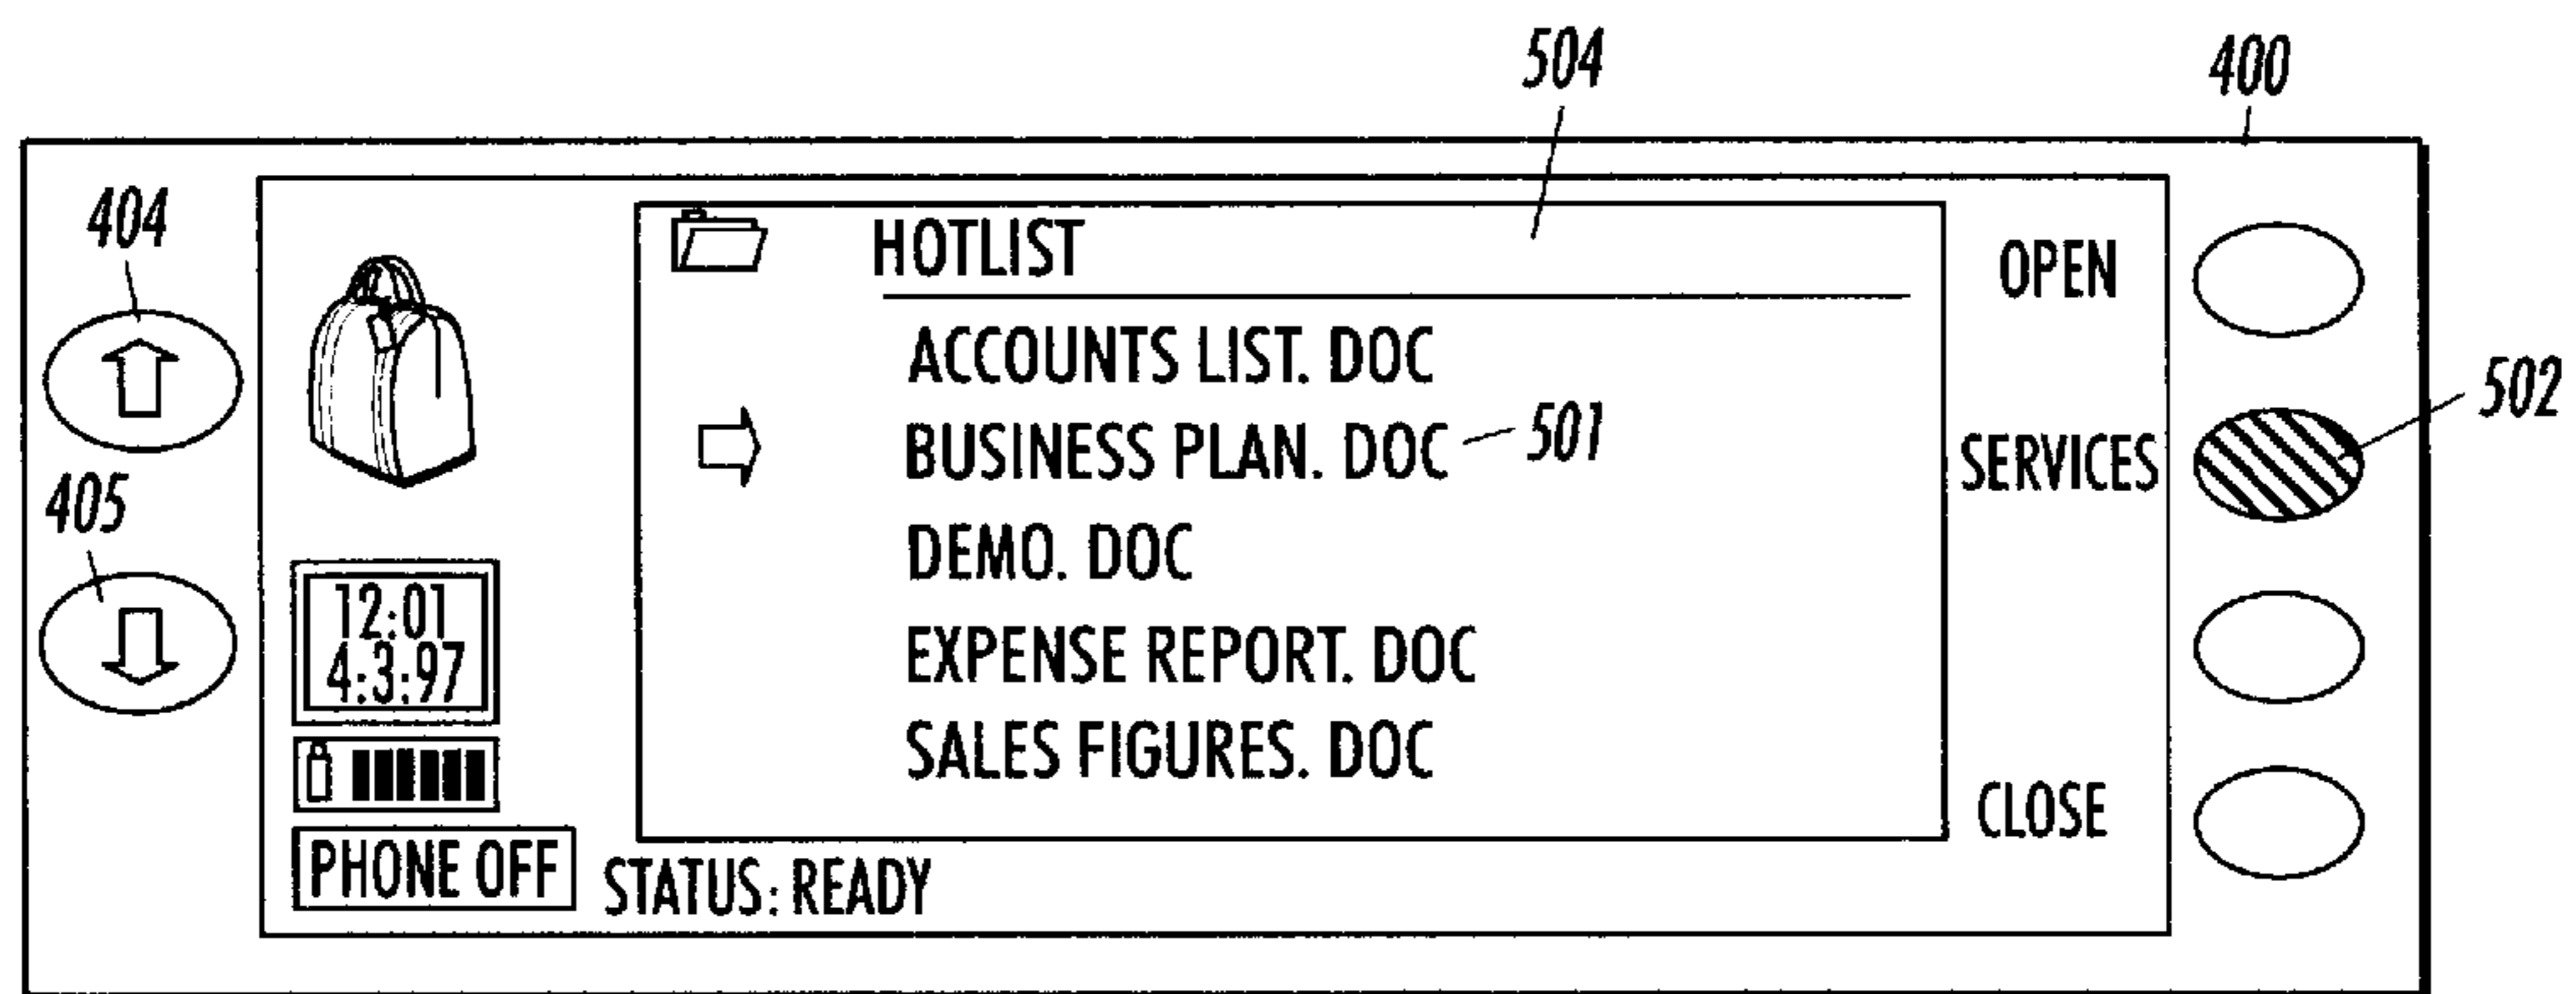 504
400
404
HOTLIST
OPEN
ACCOUNTS LIST. DOC
502
BUSINESS PLAN. DOC
501
SERVICES
405
DEMO. DOC
12:01
4:3:97
EXPENSE REPORT. DOC
SALES FIGURES. DOC
CLOSE
PHONE OFF
STATUS: READY